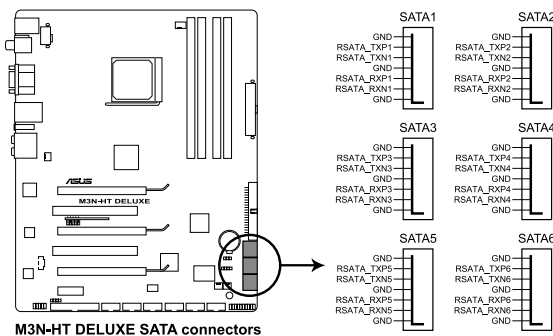 SATA1
GND
RSATA_TXP1
RSATA_TXN1
GND
RSATA_RXP1
RSATA_RXN1
GND
SATA2
GND
RSATA_TXP2
RSATA_TXN2
GND
RSATA_RXP2
RSATA_RXN2
GND
SATA3
GND
RSATA_TXP3
RSATA_TXN3
GND
RSATA_RXP3
RSATA_RXN3
GND
SATA4
GND
RSATA_TXP4
RSATA_TXN4
GND
RSATA_RXP4
RSATA_RXN4
GND
SATA5
GND
RSATA_TXP5
RSATA_TXN5
GND
RSATA_RXP5
RSATA_RXN5
GND
SATA6
GND
RSATA_TXP6
RSATA_TXN6
GND
RSATA_RXP6
RSATA_RXN6
GND
ASUS
M3N-HT DELUXE
M3N-HT DELUXE SATA connectors